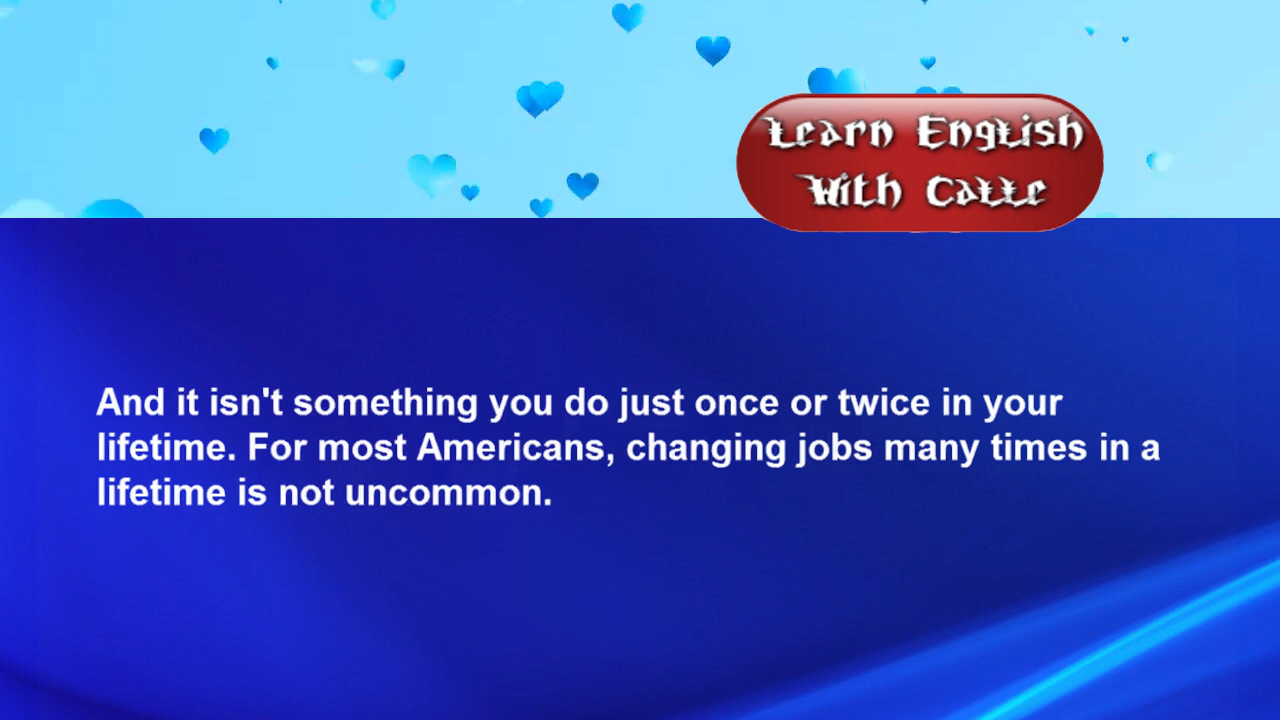 Learn English
With Catte
And it isn't something you do just once or twice in your
lifetime. For most Americans, changing jobs many times in a
lifetime is not uncommon.